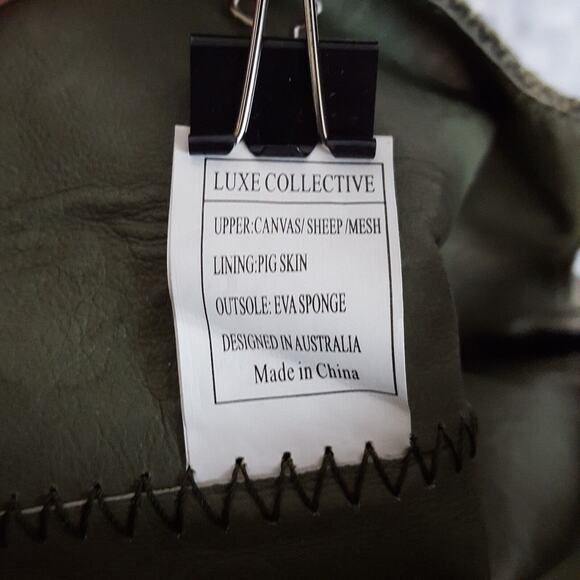 LUXE COLLECTIVE
UPPER:CANVAS/ SHEEP /MESH
LINING:PIG SKIN
OUTSOLE: EVA SPONGE
DESIGNED IN AUSTRALIA
Made in China